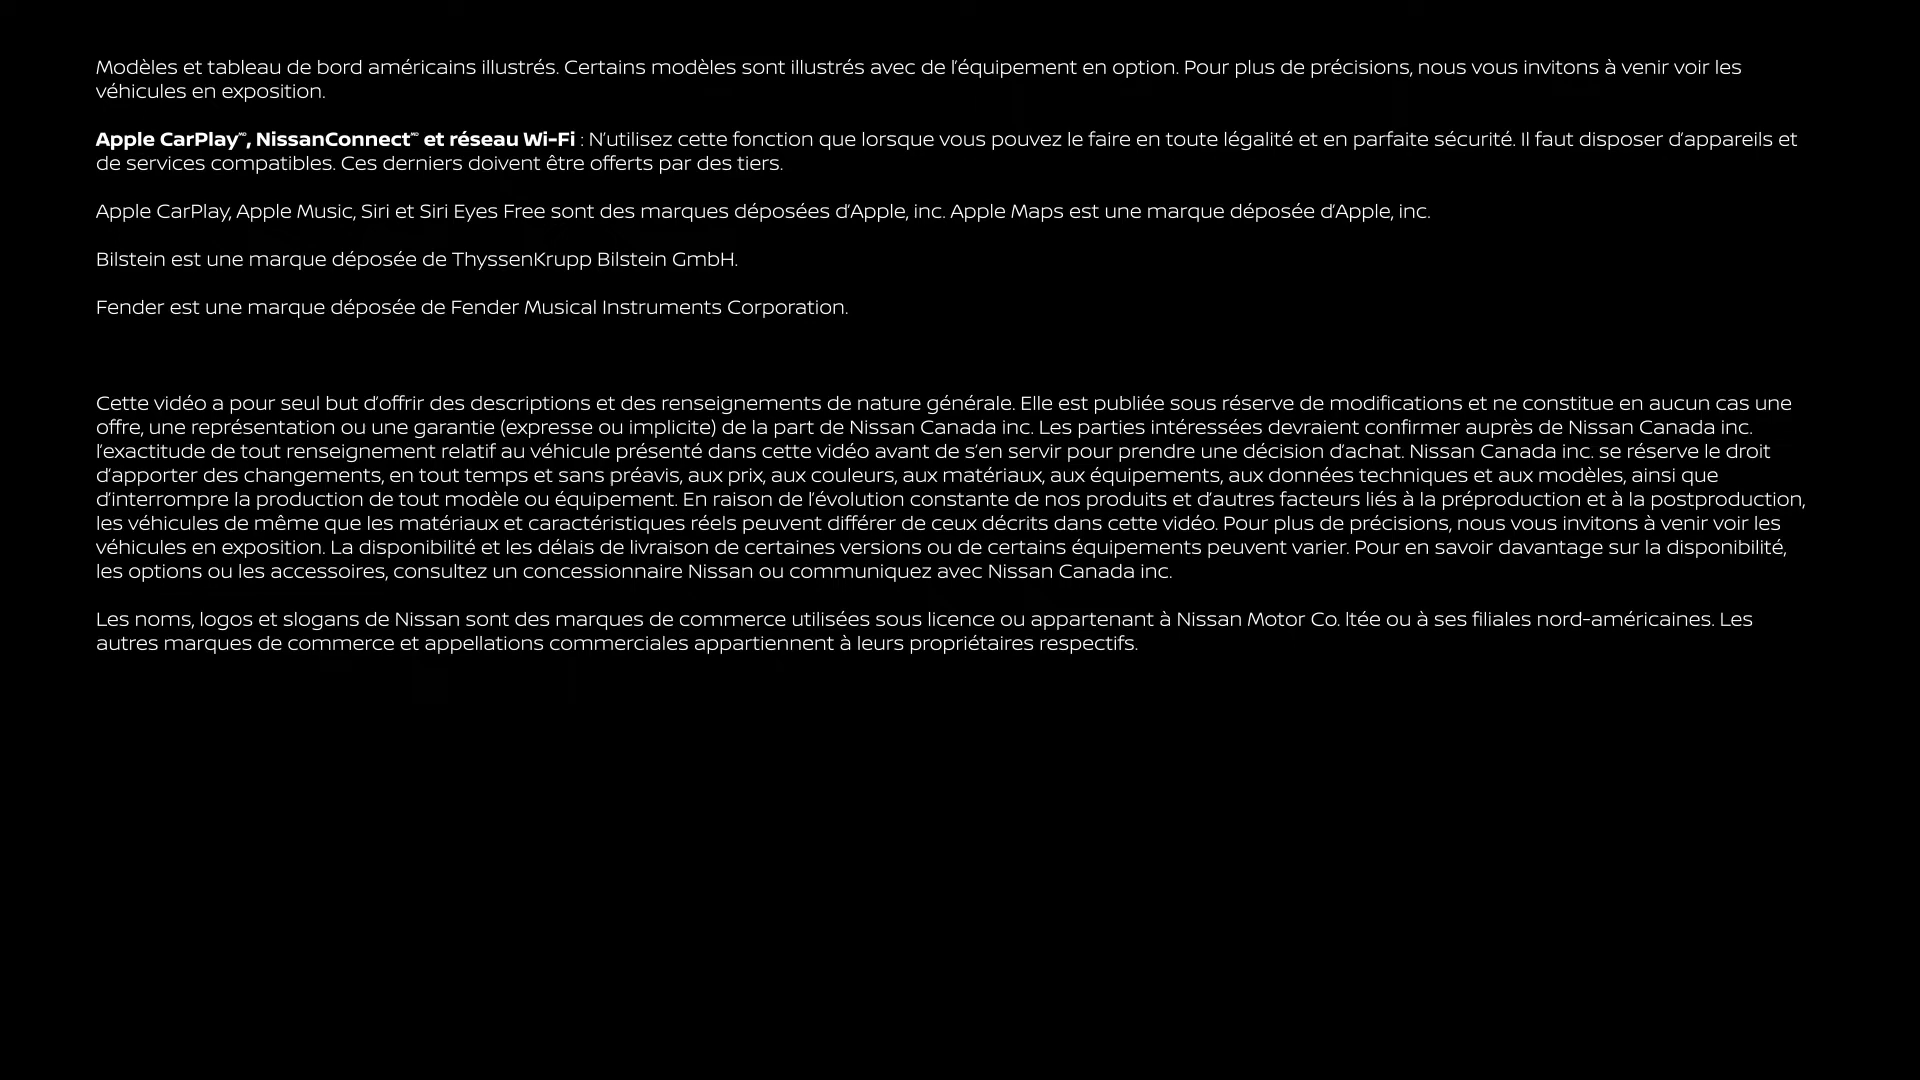 Modèles et tableau de bord américains illustrés. Certains modèles sont illustrés avec de l’équipement en option. Pour plus de précisions, nous vous invitons à venir voir les
véhicules en exposition.
Apple CarPlayᴹᴰ, NissanConnectᴹᴰ et réseau Wi-Fi : N’utilisez cette fonction que lorsque vous pouvez le faire en toute légalité et en parfaite sécurité. Il faut disposer d’appareils et
de services compatibles. Ces derniers doivent être offerts par des tiers.
Apple CarPlay, Apple Music, Siri et Siri Eyes Free sont des marques déposées d’Apple, inc. Apple Maps est une marque déposée d’Apple, inc.
Bilstein est une marque déposée de ThyssenKrupp Bilstein GmbH.
Fender est une marque déposée de Fender Musical Instruments Corporation.
Cette vidéo a pour seul but d’offrir des descriptions et des renseignements de nature générale. Elle est publiée sous réserve de modifications et ne constitue en aucun cas une
offre, une représentation ou une garantie (expresse ou implicite) de la part de Nissan Canada inc. Les parties intéressées devraient confirmer auprès de Nissan Canada inc.
l’exactitude de tout renseignement relatif au véhicule présenté dans cette vidéo avant de s’en servir pour prendre une décision d’achat. Nissan Canada inc. se réserve le droit
d’apporter des changements, en tout temps et sans préavis, aux prix, aux couleurs, aux matériaux, aux équipements, aux données techniques et aux modèles, ainsi que
d’interrompre la production de tout modèle ou équipement. En raison de l’évolution constante de nos produits et d’autres facteurs liés à la préproduction et à la postproduction,
les véhicules de même que les matériaux et caractéristiques réels peuvent différer de ceux décrits dans cette vidéo. Pour plus de précisions, nous vous invitons à venir voir les
véhicules en exposition. La disponibilité et les délais de livraison de certaines versions ou de certains équipements peuvent varier. Pour en savoir davantage sur la disponibilité,
les options ou les accessoires, consultez un concessionnaire Nissan ou communiquez avec Nissan Canada inc.
Les noms, logos et slogans de Nissan sont des marques de commerce utilisées sous licence ou appartenant à Nissan Motor Co. ltée ou à ses filiales nord-américaines. Les
autres marques de commerce et appellations commerciales appartiennent à leurs propriétaires respectifs.